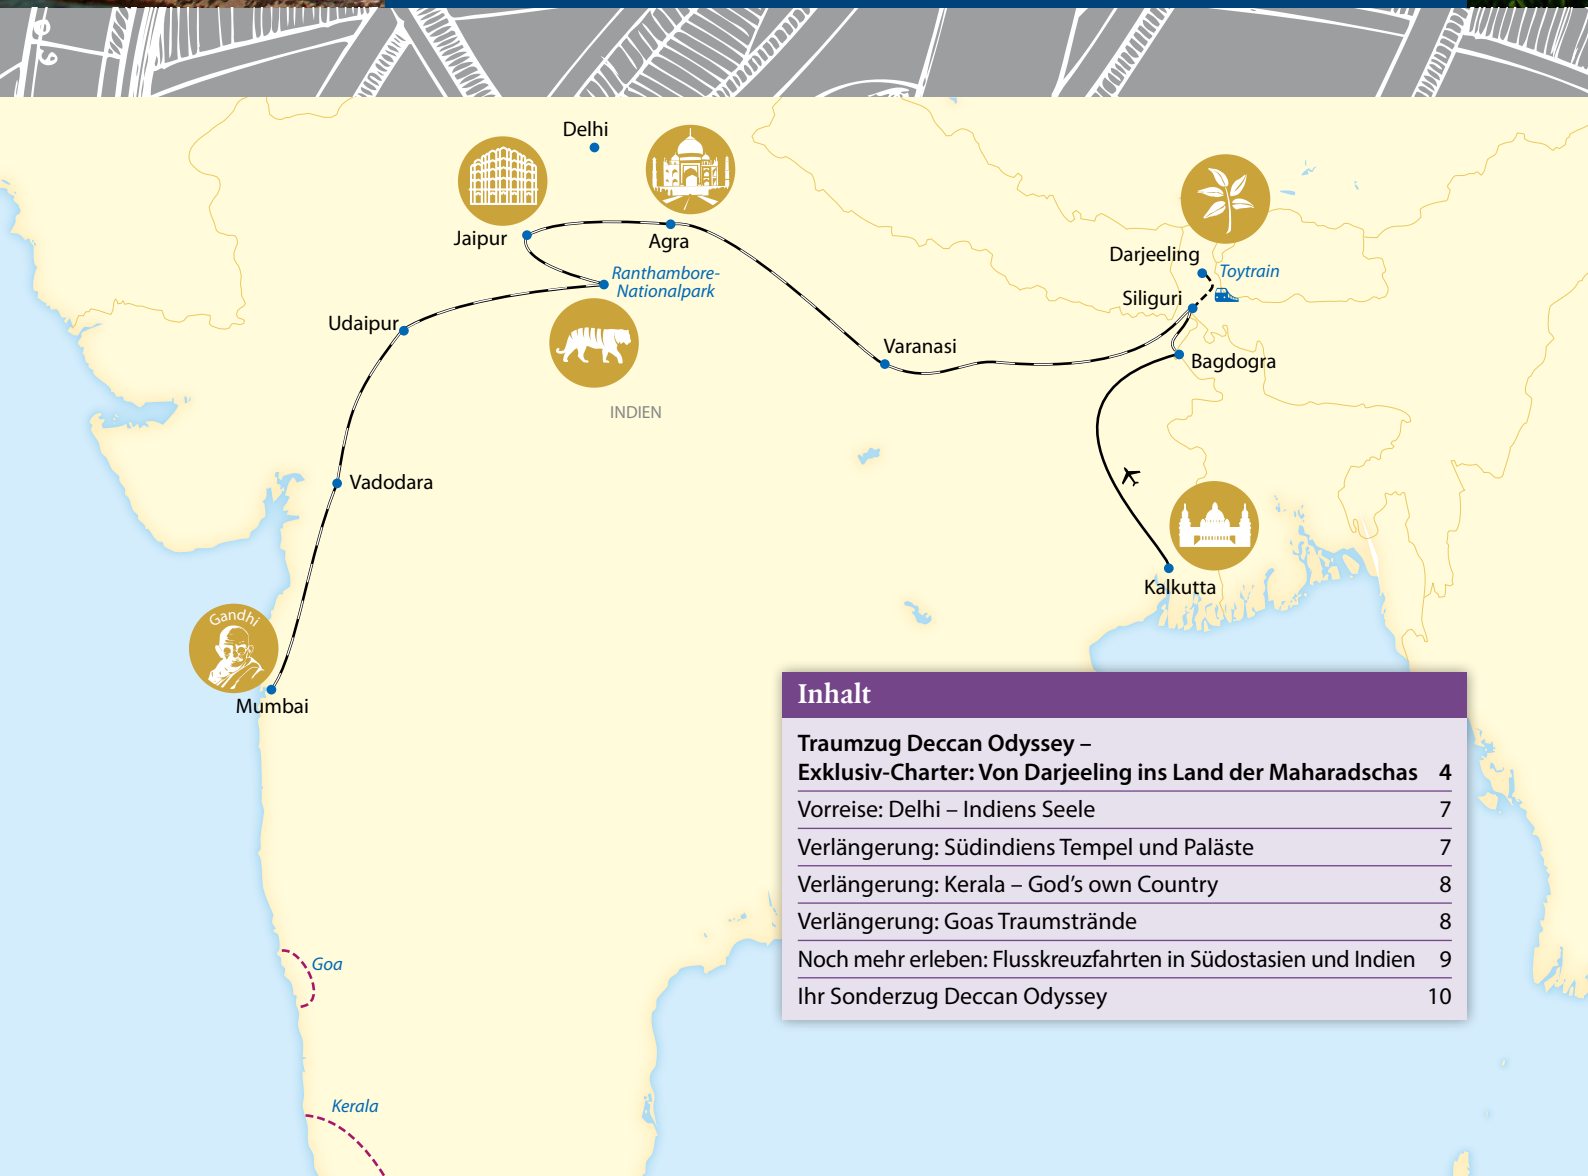 Delhi
Jaipur
Agra
Ranthambore-
Nationalpark
Darjeeling
Toytrain
Siliguri
Udaipur
Varanasi
Bagdogra
INDIEN
Vadodara
Kalkutta
Gandhi
Mumbai
Goa
Kerala
Inhalt
Traumzug Deccan Odyssey –
Exklusiv-Charter: Von Darjeeling ins Land der Maharadschas 4
Vorreise: Delhi – Indiens Seele 7
Verlängerung: Südindiens Tempel und Paläste 7
Verlängerung: Kerala – God's own Country 8
Verlängerung: Goas Traumstrände 8
Noch mehr erleben: Flusskreuzfahrten in Südostasien und Indien 9
Ihr Sonderzug Deccan Odyssey 10